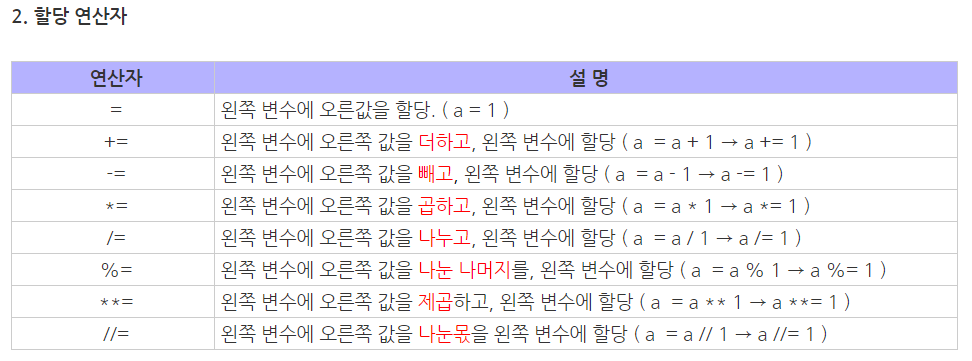 2. 할당 연산자
연산자 설 명
= 왼쪽 변수에 오른값을 할당. ( a = 1 )
+= 왼쪽 변수에 오른쪽 값을 더하고, 왼쪽 변수에 할당 ( a = a + 1 → a += 1 )
-= 왼쪽 변수에 오른쪽 값을 빼고, 왼쪽 변수에 할당 ( a = a - 1 → a -= 1 )
*= 왼쪽 변수에 오른쪽 값을 곱하고, 왼쪽 변수에 할당 ( a = a * 1 → a *= 1 )
/= 왼쪽 변수에 오른쪽 값을 나누고, 왼쪽 변수에 할당 ( a = a / 1 → a /= 1 )
%= 왼쪽 변수에 오른쪽 값을 나눈 나머지를, 왼쪽 변수에 할당 ( a = a % 1 → a %= 1 )
**= 왼쪽 변수에 오른쪽 값을 제곱하고, 왼쪽 변수에 할당 ( a = a ** 1 → a **= 1 )
//= 왼쪽 변수에 오른쪽 값을 나눈몫을 왼쪽 변수에 할당 ( a = a // 1 → a //= 1 )